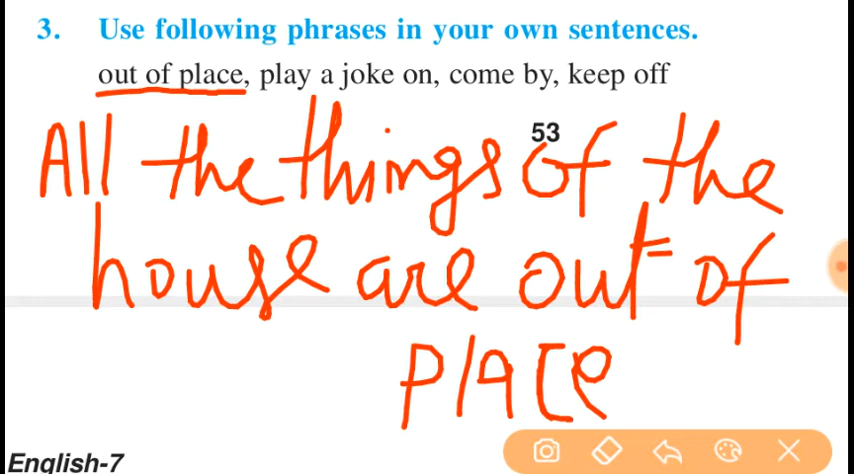 3. Use following phrases in your own sentences.
out of place, play a joke on, come by, keep off
53
All the things of the
house are out of
place
English-7